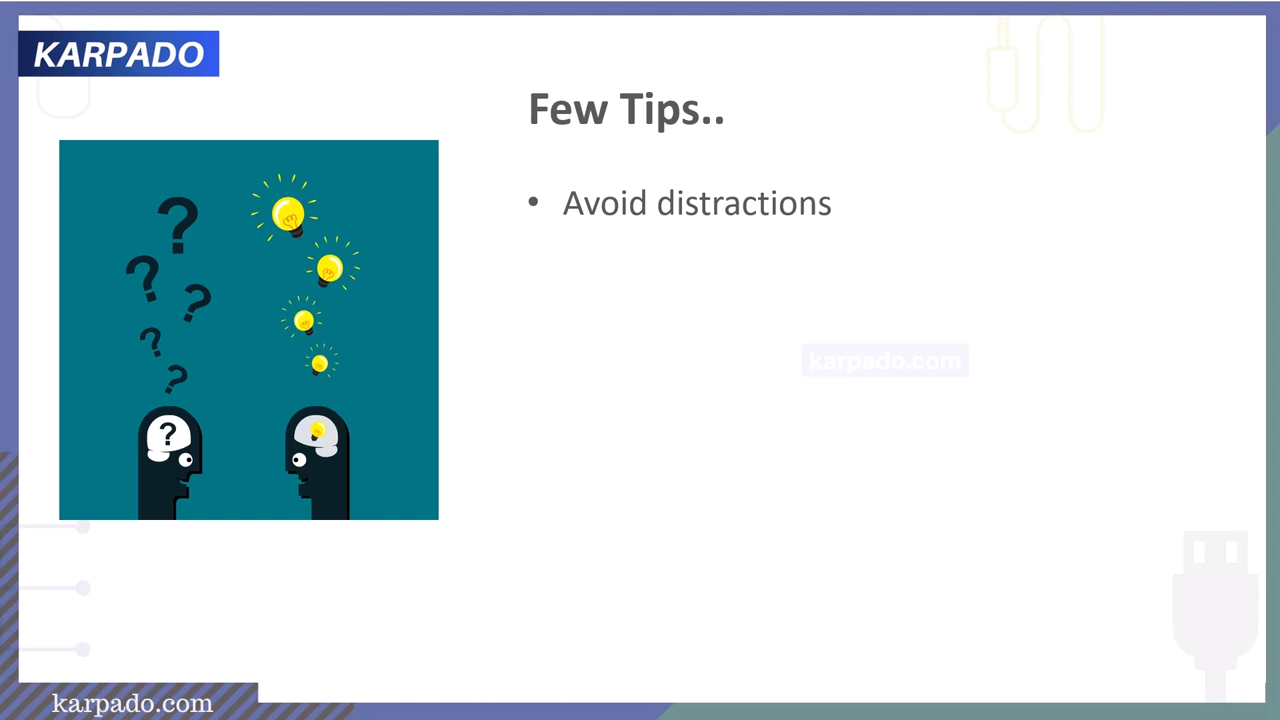 KARPADO
Few Tips..
• Avoid distractions
? 
?
?
?
?
?
karpado.com
karpado.com